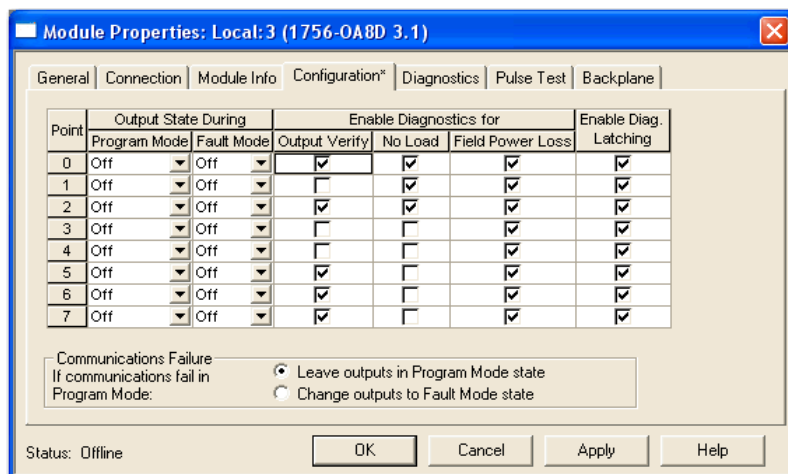 Module Properties: Local:3 (1756-OA8D 3.1)
General Connection Module Info Configuration* Diagnostics Pulse Test Backplane
Point Output State During Enable Diagnostics for Enable Diag. Latching
Program Mode Fault Mode Output Verify No Load Field Power Loss
0 Off Off
1 Off Off
2 Off Off
3 Off Off
4 Off Off
5 Off Off
6 Off Off
7 Off Off
Communications Failure
If communications fail in Program Mode:
Leave outputs in Program Mode state
Change outputs to Fault Mode state
Status: Offline OK Cancel Apply Help